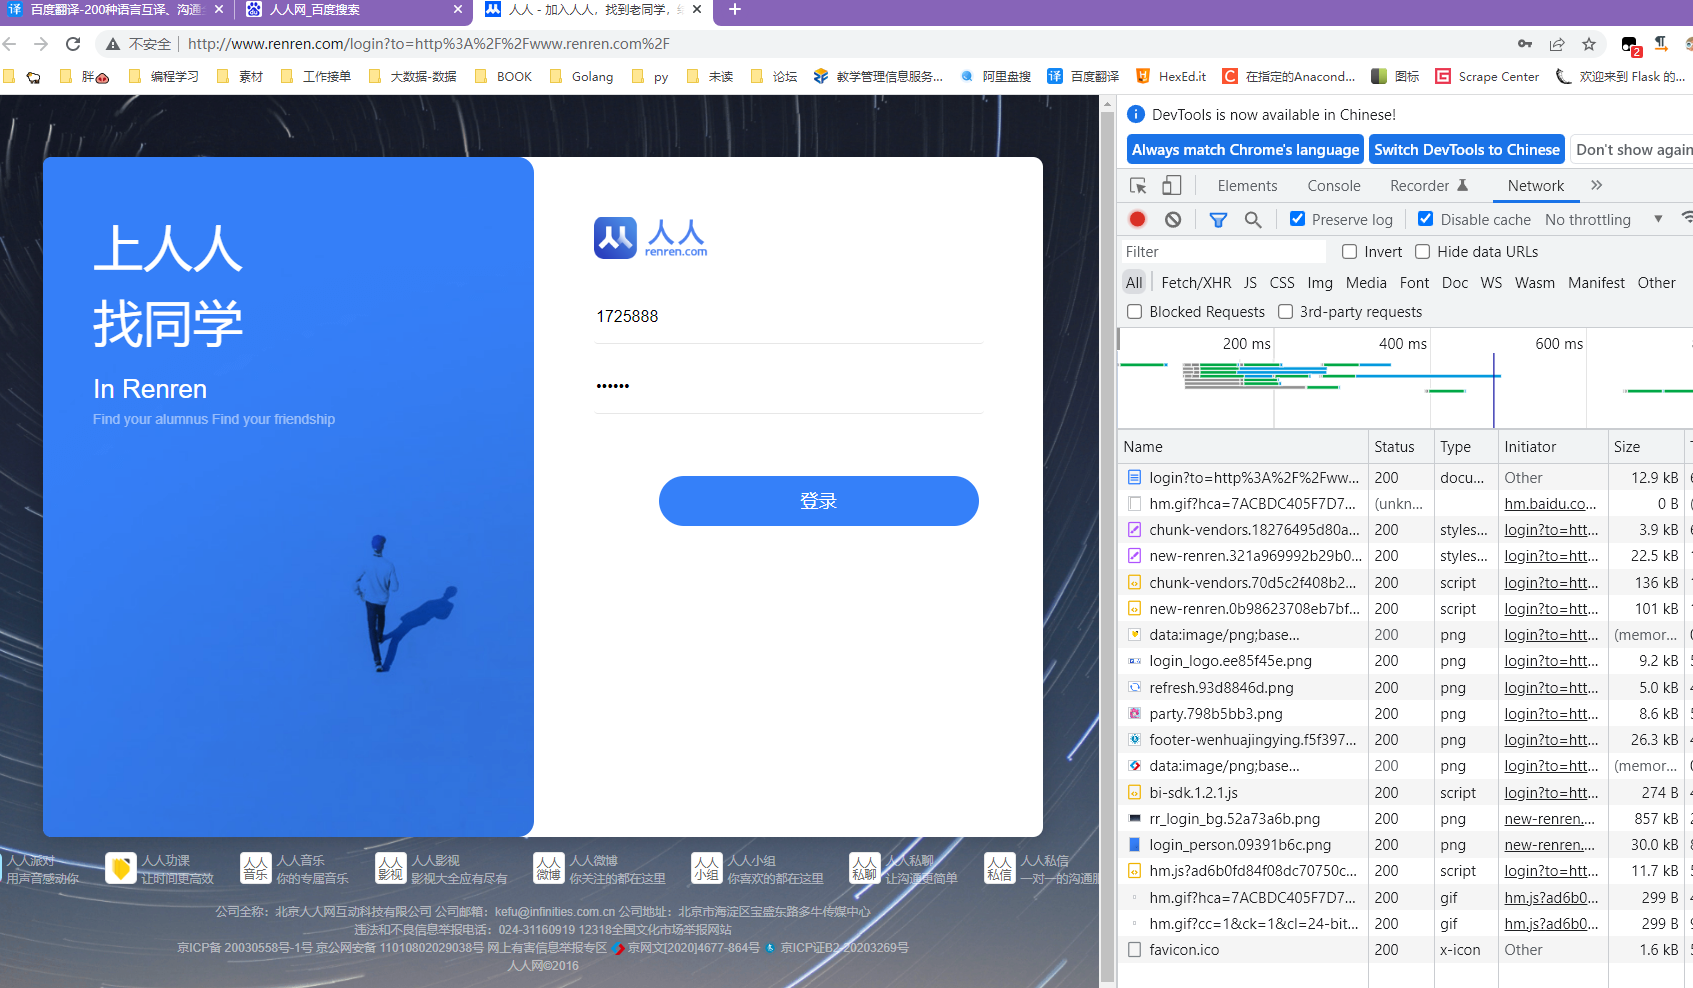 百度翻译-200种语言互译、沟通
人人网_百度搜索
人人 - 加入人人，找到老同学，
不安全
http://www.renren.com/login?to=http%3A%2F%2Fwww.renren.com%2F
2
胖
编程学习
素材
工作接单
大数据-数据
BOOK
Golang
py
未读
论坛
教学管理信息服务...
阿里盘搜
百度翻译
HexEd.it
在指定的Anacond...
图标
Scrape Center
欢迎来到 Flask 的...
上人人
找同学
In Renren
Find your alumnus Find your friendship
人人
renren.com
1725888
••••••
登录
人人派对
用声音感动你
人人功课
让时间更高效
人人音乐
人人音乐
你的专属音乐
人人影视
人人影视
影视大全应有尽有
人人微博
人人微博
你关注的都在这里
人人小组
人人小组
你喜欢的都在这里
人人私聊
人人私聊
让沟通更简单
人人私信
人人私信
一对一的沟通
公司全称：北京人人网互动科技有限公司 公司邮箱：kefu@infinities.com.cn 公司地址：北京市海淀区宝盛东路多牛传媒中心
违法和不良信息举报电话：024-31160919 12318全国文化市场举报网站
京ICP备 20030558号-1号 京公网安备 11010802029038号 网上有害信息举报专区 京网文[2020]4677-864号 京ICP证B2-20203269号
人人网©2016
DevTools is now available in Chinese!
Always match Chrome's language
Switch DevTools to Chinese
Don't show again
Elements
Console
Recorder
Network
Preserve log
Disable cache
No throttling
Filter
Invert
Hide data URLs
All
Fetch/XHR JS CSS Img Media Font Doc WS Wasm Manifest Other
Blocked Requests
3rd-party requests
200 ms
400 ms
600 ms
Name Status Type Initiator Size
login?to=http%3A%2F%2Fww... 200 docu... Other 12.9 kB
hm.gif?hca=7ACBDC405F7D7... (unkn... hm.baidu.co... 0 B
chunk-vendors.18276495d80a... 200 styles... login?to=htt... 3.9 kB
new-renren.321a969992b29b0... 200 styles... login?to=htt... 22.5 kB
chunk-vendors.70d5c2f408b2... 200 script login?to=htt... 136 kB
new-renren.0b98623708eb7bf... 200 script login?to=htt... 101 kB
data:image/png;base... 200 png login?to=htt... (memor...
login_logo.ee85f45e.png 200 png login?to=htt... 9.2 kB
refresh.93d8846d.png 200 png login?to=htt... 5.0 kB
party.798b5bb3.png 200 png login?to=htt... 8.6 kB
footer-wenhuajingying.f5f397... 200 png login?to=htt... 26.3 kB
data:image/png;base... 200 png login?to=htt... (memor...
bi-sdk.1.2.1.js 200 script login?to=htt... 274 B
rr_login_bg.52a73a6b.png 200 png new-renren.... 857 kB
login_person.09391b6c.png 200 png new-renren.... 30.0 kB
hm.js?ad6b0fd84f08dc70750c... 200 script login?to=htt... 11.7 kB
hm.gif?hca=7ACBDC405F7D7... 200 gif hm.js?ad6b0... 299 B
hm.gif?cc=1&ck=1&cl=24-bit... 200 gif hm.js?ad6b0... 299 B
favicon.ico 200 x-icon Other 1.6 kB